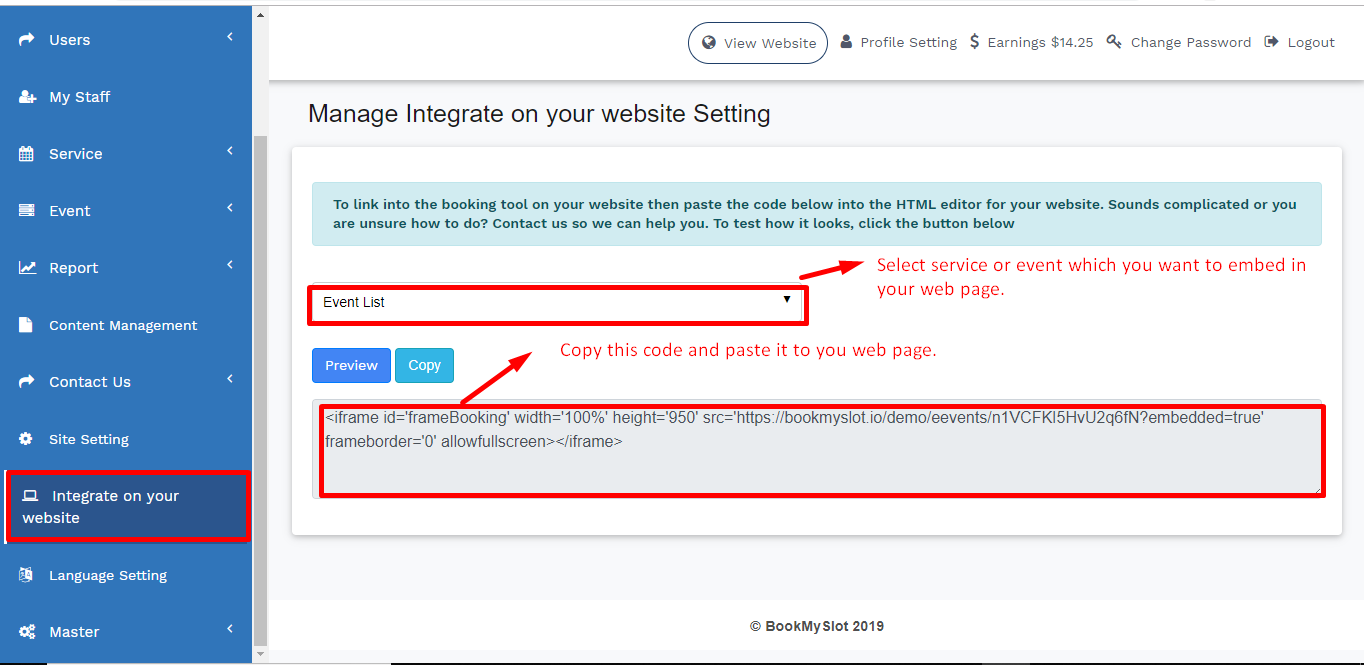 View Website
Profile Setting
$ Earnings $14.25
Change Password
Logout
Users
My Staff
Service
Event
Report
Content Management
Contact Us
Site Setting
Integrate on your
website
Language Setting
Master
Manage Integrate on your website Setting
To link into the booking tool on your website then paste the code below into the HTML editor for your website. Sounds complicated or you
are unsure how to do? Contact us so we can help you. To test how it looks, click the button below
Select service or event which you want to embed in
your web page.
Event List
Copy this code and paste it to you web page.
Preview
Copy
<iframe id='frameBooking' width='100%' height='950' src='https://bookmyslot.io/demo/eevents/n1VCFKI5HvU2q6fN?embedded=true'
frameborder='0' allowfullscreen></iframe>
© BookMySlot 2019